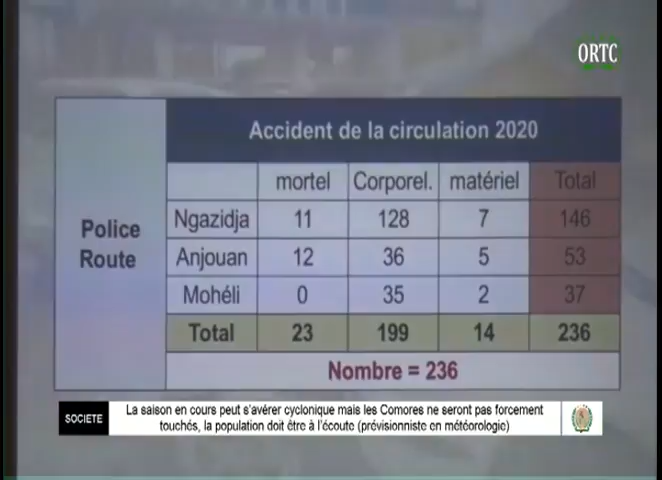 ORTC
Accident de la circulation 2020
mortel Corporel. matériel Total
Police Route
Ngazidja 11 128 7 146
Anjouan 12 36 5 53
Mohéli 0 35 2 37
Total 23 199 14 236
Nombre = 236
SOCIETE
La saison en cours peut s'avérer cyclonique mais les Comores ne seront pas forcement
touchés, la population doit être à l'écoute (prévisionniste en météorologie)